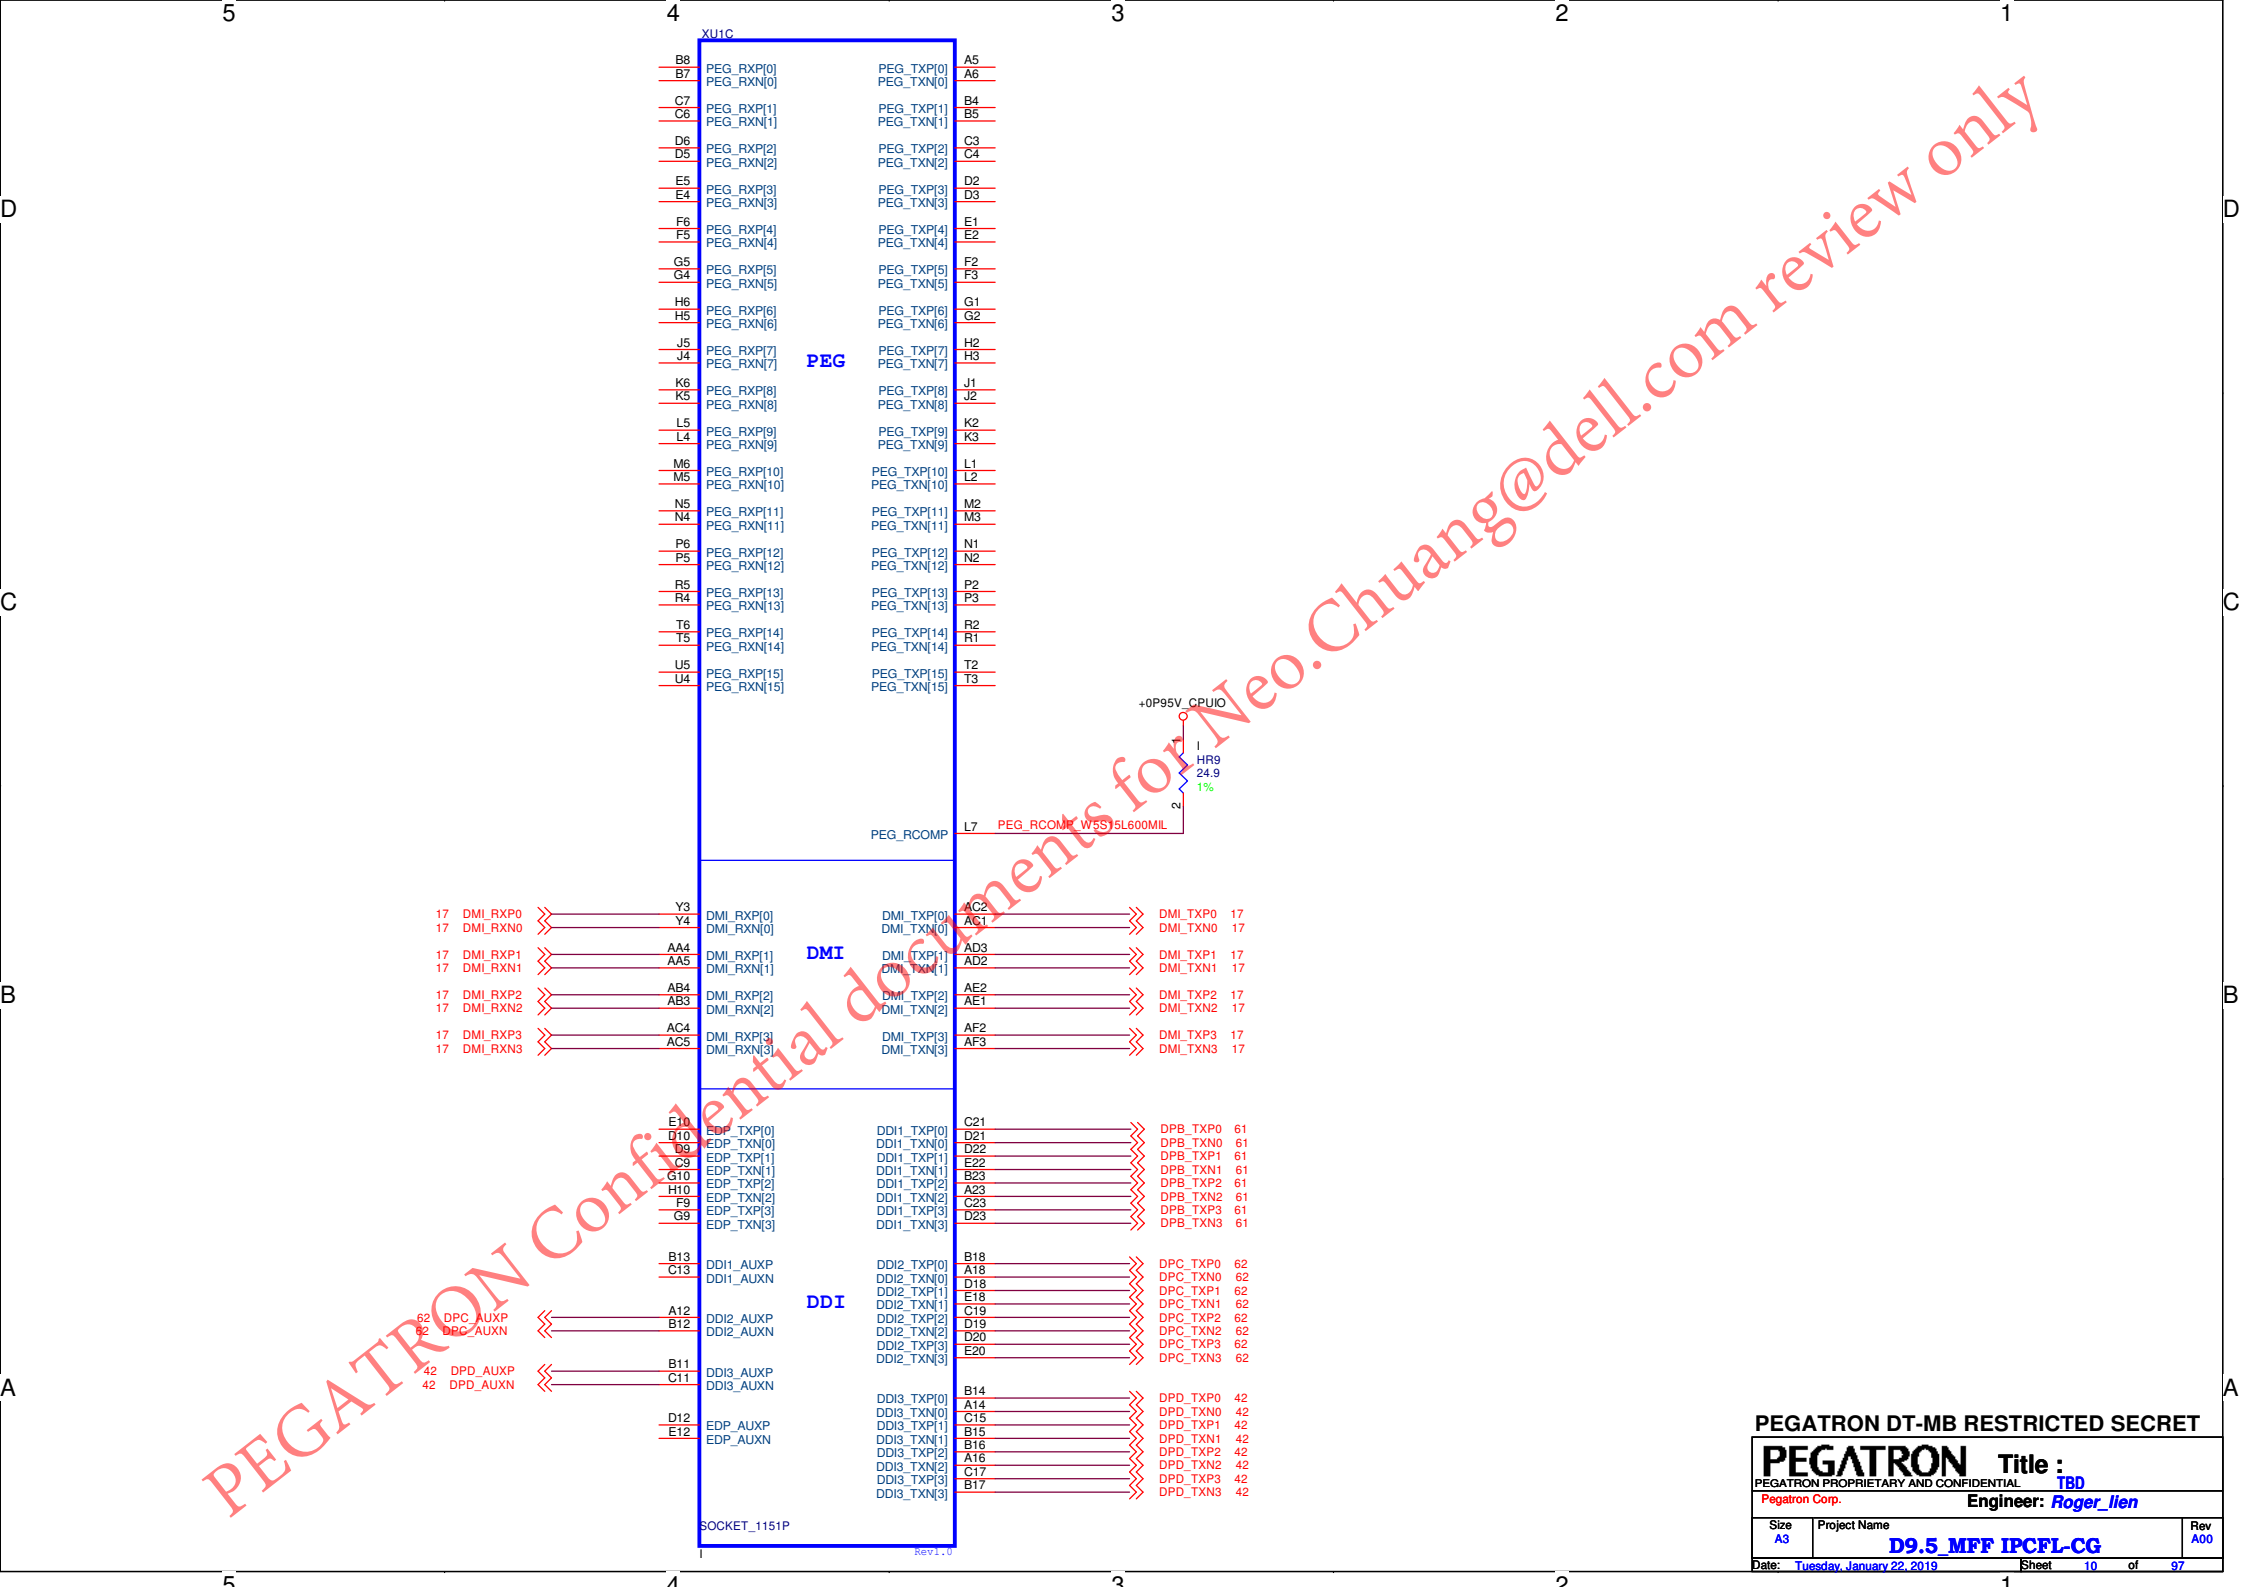 5 4 3 2 1
XU1C
B8 PEG_RXP[0] PEG_TXP[0] A5
B7 PEG_RXN[0] PEG_TXN[0] A6
C7 PEG_RXP[1] PEG_TXP[1] B4
C6 PEG_RXN[1] PEG_TXN[1] B5
D6 PEG_RXP[2] PEG_TXP[2] C3
D5 PEG_RXN[2] PEG_TXN[2] C4
E5 PEG_RXP[3] PEG_TXP[3] D2
E4 PEG_RXN[3] PEG_TXN[3] D3
D D
F6 PEG_RXP[4] PEG_TXP[4] E1
F5 PEG_RXN[4] PEG_TXN[4] E2
G5 PEG_RXP[5] PEG_TXP[5] F2
G4 PEG_RXN[5] PEG_TXN[5] F3
H6 PEG_RXP[6] PEG_TXP[6] G1
H5 PEG_RXN[6] PEG_TXN[6] G2
J5 PEG_RXP[7] PEG_TXP[7] H2
J4 PEG_RXN[7] PEG PEG_TXN[7] H3
K6 PEG_RXP[8] PEG_TXP[8] J1
K5 PEG_RXN[8] PEG_TXN[8] J2
L5 PEG_RXP[9] PEG_TXP[9] K2
L4 PEG_RXN[9] PEG_TXN[9] K3
M6 PEG_RXP[10] PEG_TXP[10] L1
M5 PEG_RXN[10] PEG_TXN[10] L2
N5 PEG_RXP[11] PEG_TXP[11] M2
N4 PEG_RXN[11] PEG_TXN[11] M3
P6 PEG_RXP[12] PEG_TXP[12] N1
P5 PEG_RXN[12] PEG_TXN[12] N2
R5 PEG_RXP[13] PEG_TXP[13] P2
R4 PEG_RXN[13] PEG_TXN[13] P3
C C
T6 PEG_RXP[14] PEG_TXP[14] R2
T5 PEG_RXN[14] PEG_TXN[14] R1
U5 PEG_RXP[15] PEG_TXP[15] T2
U4 PEG_RXN[15] PEG_TXN[15] T3
+0P95V_CPUIO
1
I
HR9
24.9
1%
2
PEG_RCOMP L7 PEG_RCOMP_W5S15L600MIL
17 DMI_RXP0 Y3 DMI_RXP[0] DMI_TXP[0] AC2 DMI_TXP0 17
17 DMI_RXN0 Y4 DMI_RXN[0] DMI_TXN[0] AC1 DMI_TXN0 17
DMI
17 DMI_RXP1 AA4 DMI_RXP[1] DMI_TXP[1] AD3 DMI_TXP1 17
17 DMI_RXN1 AA5 DMI_RXN[1] DMI_TXN[1] AD2 DMI_TXN1 17
17 DMI_RXP2 AB4 DMI_RXP[2] DMI_TXP[2] AE2 DMI_TXP2 17
17 DMI_RXN2 AB3 DMI_RXN[2] DMI_TXN[2] AE1 DMI_TXN2 17
B B
17 DMI_RXP3 AC4 DMI_RXP[3] DMI_TXP[3] AF2 DMI_TXP3 17
17 DMI_RXN3 AC5 DMI_RXN[3] DMI_TXN[3] AF3 DMI_TXN3 17
E10 EDP_TXP[0] DDI1_TXP[0] C21 DPB_TXP0 61
D10 EDP_TXN[0] DDI1_TXN[0] D21 DPB_TXN0 61
D9 EDP_TXP[1] DDI1_TXP[1] D22 DPB_TXP1 61
C9 EDP_TXN[1] DDI1_TXN[1] E22 DPB_TXN1 61
G10 EDP_TXP[2] DDI1_TXP[2] B23 DPB_TXP2 61
H10 EDP_TXN[2] DDI1_TXN[2] A23 DPB_TXN2 61
F9 EDP_TXP[3] DDI1_TXP[3] C23 DPB_TXP3 61
G9 EDP_TXN[3] DDI1_TXN[3] D23 DPB_TXN3 61
B13 DDI1_AUXP DDI2_TXP[0] B18 DPC_TXP0 62
C13 DDI1_AUXN DDI2_TXN[0] A18 DPC_TXN0 62
DDI2_TXP[1] D18 DPC_TXP1 62
DDI DDI2_TXN[1] E18 DPC_TXN1 62
62 DPC_AUXP A12 DDI2_AUXP DDI2_TXP[2] C19 DPC_TXP2 62
62 DPC_AUXN B12 DDI2_AUXN DDI2_TXN[2] D19 DPC_TXN2 62
DDI2_TXP[3] D20 DPC_TXP3 62
DDI2_TXN[3] E20 DPC_TXN3 62
42 DPD_AUXP B11 DDI3_AUXP
42 DPD_AUXN C11 DDI3_AUXN
A A
DDI3_TXP[0] B14 DPD_TXP0 42
DDI3_TXN[0] A14 DPD_TXN0 42
D12 EDP_AUXP DDI3_TXP[1] C15 DPD_TXP1 42
E12 EDP_AUXN DDI3_TXN[1] B15 DPD_TXN1 42
DDI3_TXP[2] B16 DPD_TXP2 42
DDI3_TXN[2] A16 DPD_TXN2 42
DDI3_TXP[3] C17 DPD_TXP3 42
DDI3_TXN[3] B17 DPD_TXN3 42
SOCKET_1151P
I
Rev1.0
PEGATRON Confidential documents for Neo.Chuang@dell.com review only
PEGATRON DT-MB RESTRICTED SECRET
PEGATRON Title :
PEGATRON PROPRIETARY AND CONFIDENTIAL TBD
Pegatron Corp. Engineer: Roger_lien
Size Project Name Rev
A3 D9.5_MFF IPCFL-CG A00
Date: Tuesday, January 22, 2019 Sheet 10 of 97
5 4 3 2 1